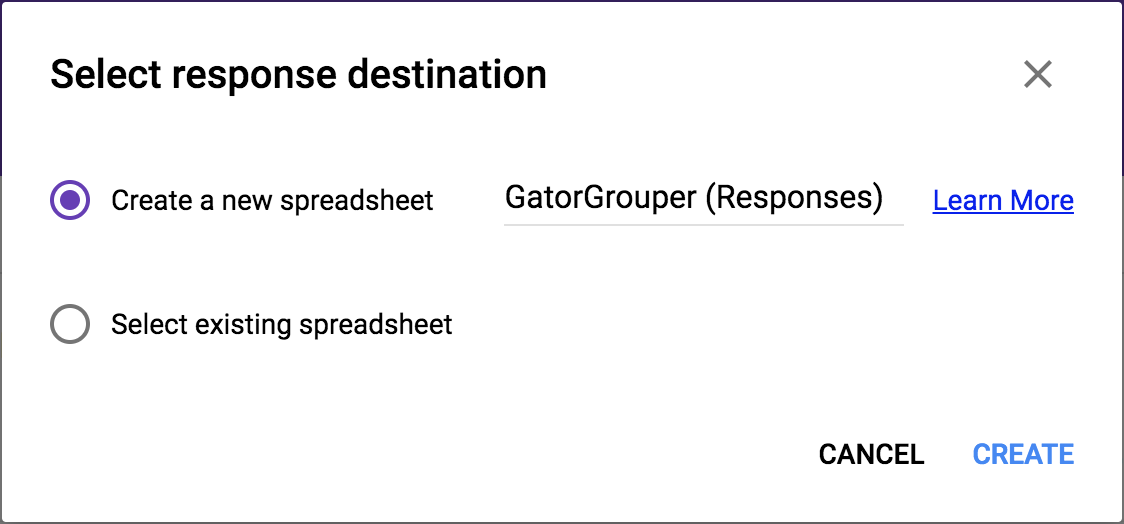 Select response destination
Create a new spreadsheet GatorGrouper (Responses) Learn More
Select existing spreadsheet
CANCEL CREATE